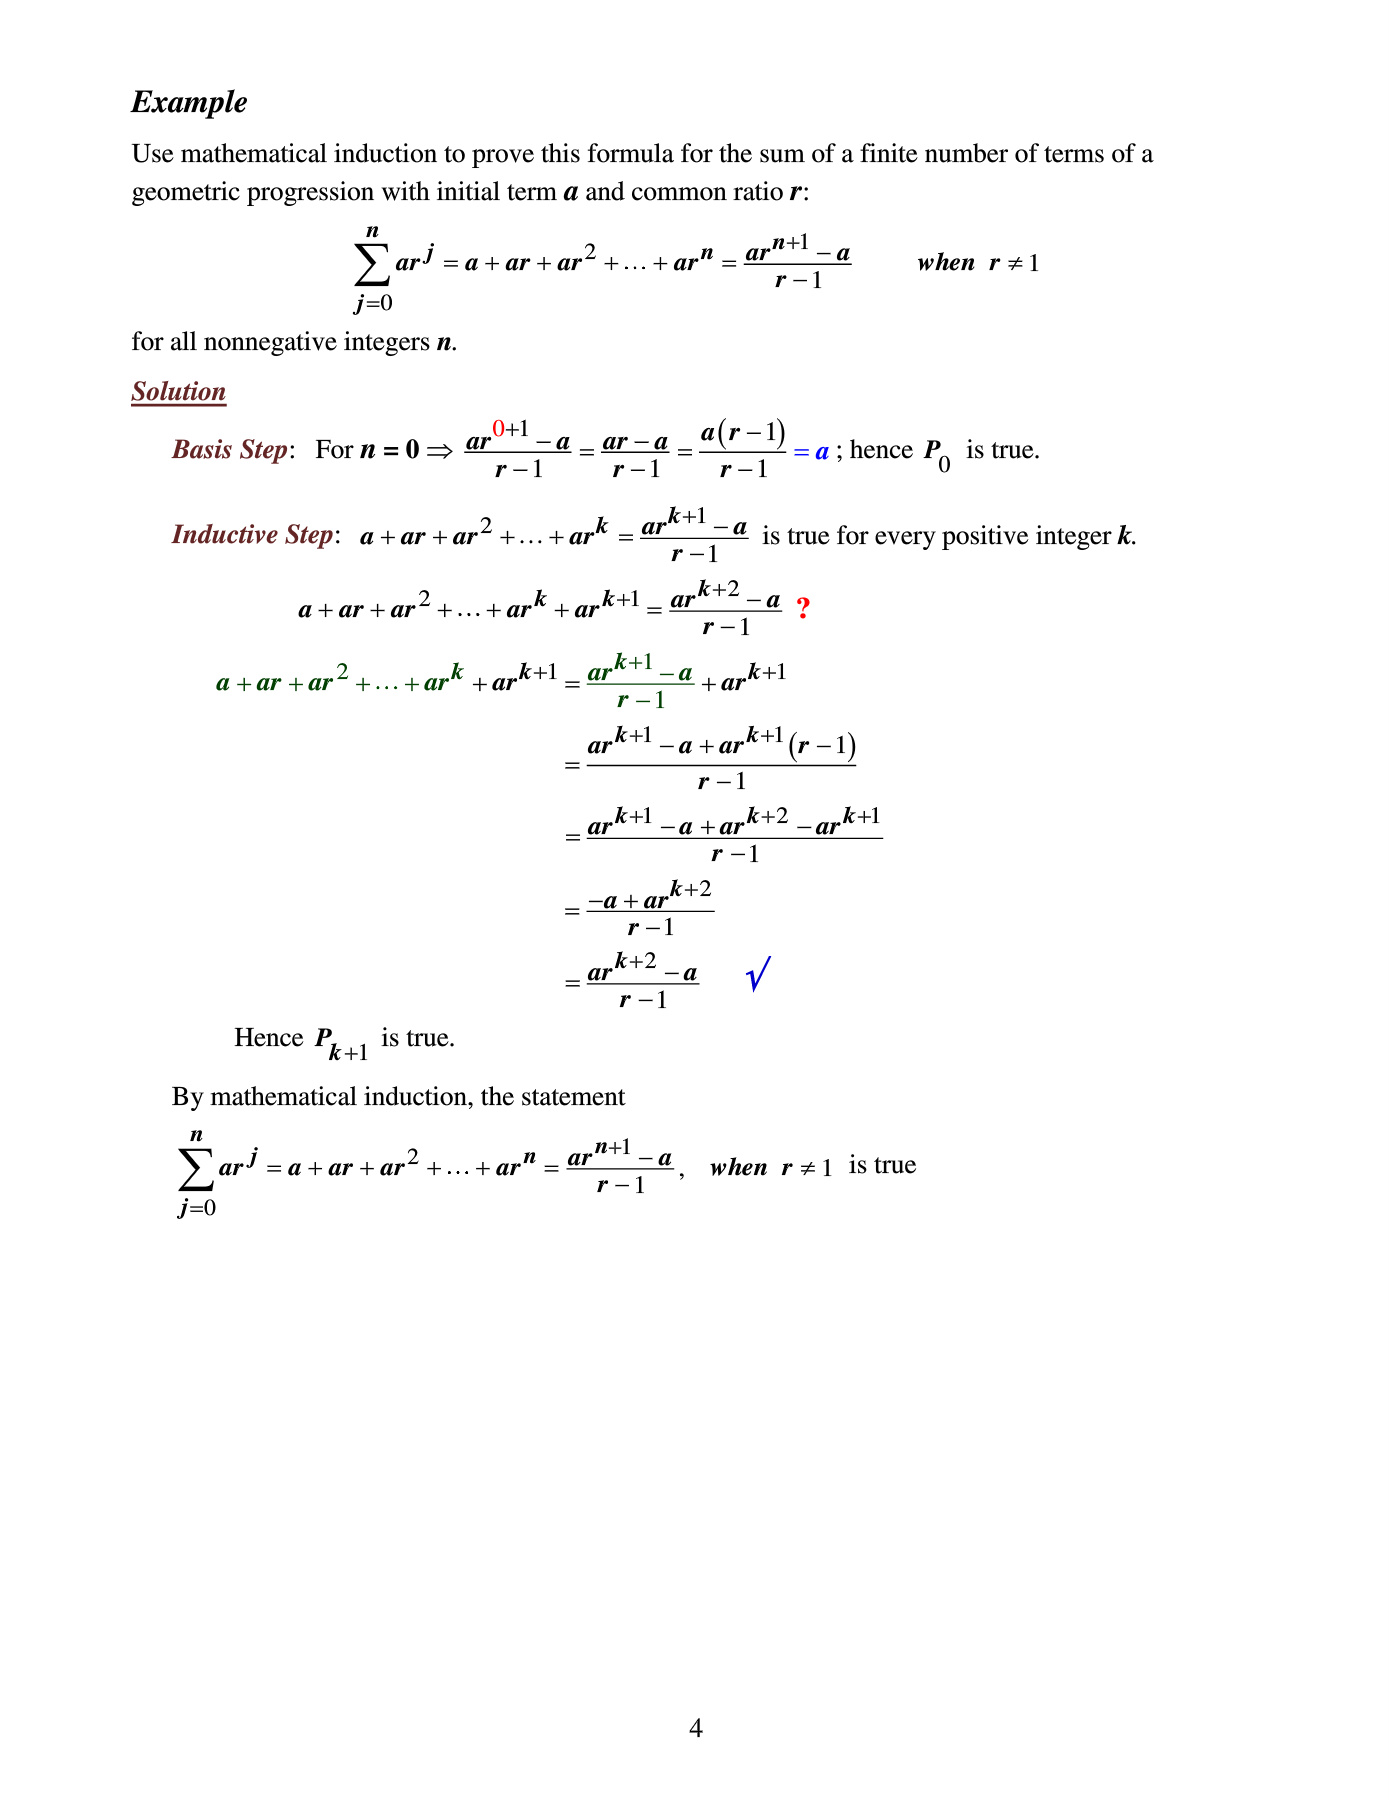 Example
Use mathematical induction to prove this formula for the sum of a finite number of terms of a
geometric progression with initial term a and common ratio r:
$\sum_{j=0}^{n} ar^j = a + ar + ar^2 + \ldots + ar^n = \frac{ar^{n+1} - a}{r - 1}$ when $r \neq 1$
for all nonnegative integers n.
Solution
Basis Step: For n = 0 ⇒ $\frac{ar^{0+1} - a}{r - 1} = \frac{ar - a}{r - 1} = \frac{a(r - 1)}{r - 1} = a$ ; hence $P_0$ is true.
Inductive Step: $a + ar + ar^2 + \ldots + ar^k = \frac{ar^{k+1} - a}{r - 1}$ is true for every positive integer k.
$a + ar + ar^2 + \ldots + ar^k + ar^{k+1} = \frac{ar^{k+2} - a}{r - 1}$ ?
$a + ar + ar^2 + \ldots + ar^k + ar^{k+1} = \frac{ar^{k+1} - a}{r - 1} + ar^{k+1}$
$= \frac{ar^{k+1} - a + ar^{k+1}(r - 1)}{r - 1}$
$= \frac{ar^{k+1} - a + ar^{k+2} - ar^{k+1}}{r - 1}$
$= \frac{-a + ar^{k+2}}{r - 1}$
$= \frac{ar^{k+2} - a}{r - 1}$ √
Hence $P_{k+1}$ is true.
By mathematical induction, the statement
$\sum_{j=0}^{n} ar^j = a + ar + ar^2 + \ldots + ar^n = \frac{ar^{n+1} - a}{r - 1}$, when $r \neq 1$ is true
4